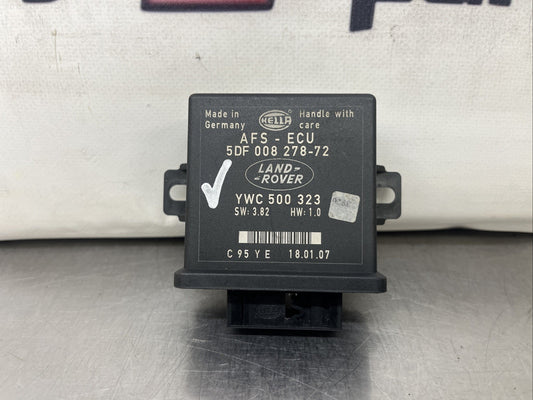 Made in
Germany
HELLA
Handle with
care
AFS - ECU
5DF 008 278-72
LAND-
-ROVER
YWC 500 323
SW: 3.82 HW: 1.0
C 95 Y E 18.01.07